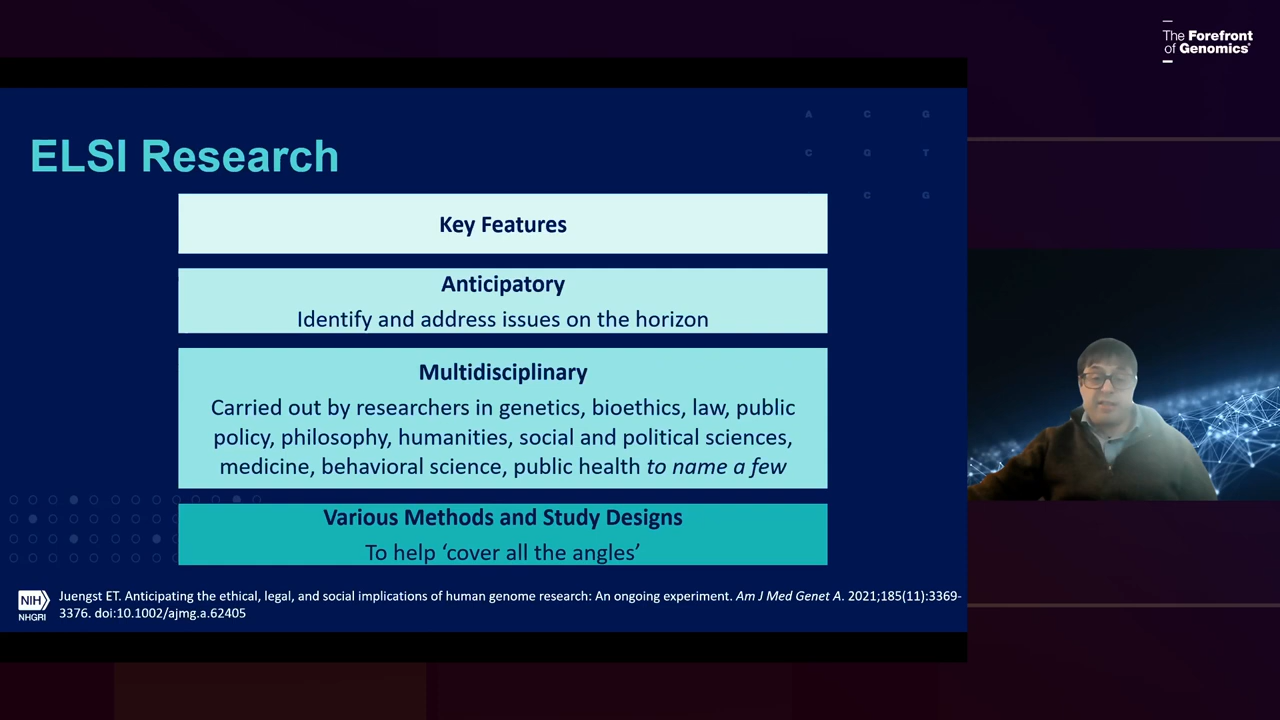 The Forefront
of Genomics®
A C G
C G T
C G
ELSI Research
Key Features
Anticipatory
Identify and address issues on the horizon
Multidisciplinary
Carried out by researchers in genetics, bioethics, law, public
policy, philosophy, humanities, social and political sciences,
medicine, behavioral science, public health to name a few
Various Methods and Study Designs
To help ‘cover all the angles’
NIH
NHGRI
Juengst ET. Anticipating the ethical, legal, and social implications of human genome research: An ongoing experiment. Am J Med Genet A. 2021;185(11):3369-
3376. doi:10.1002/ajmg.a.62405